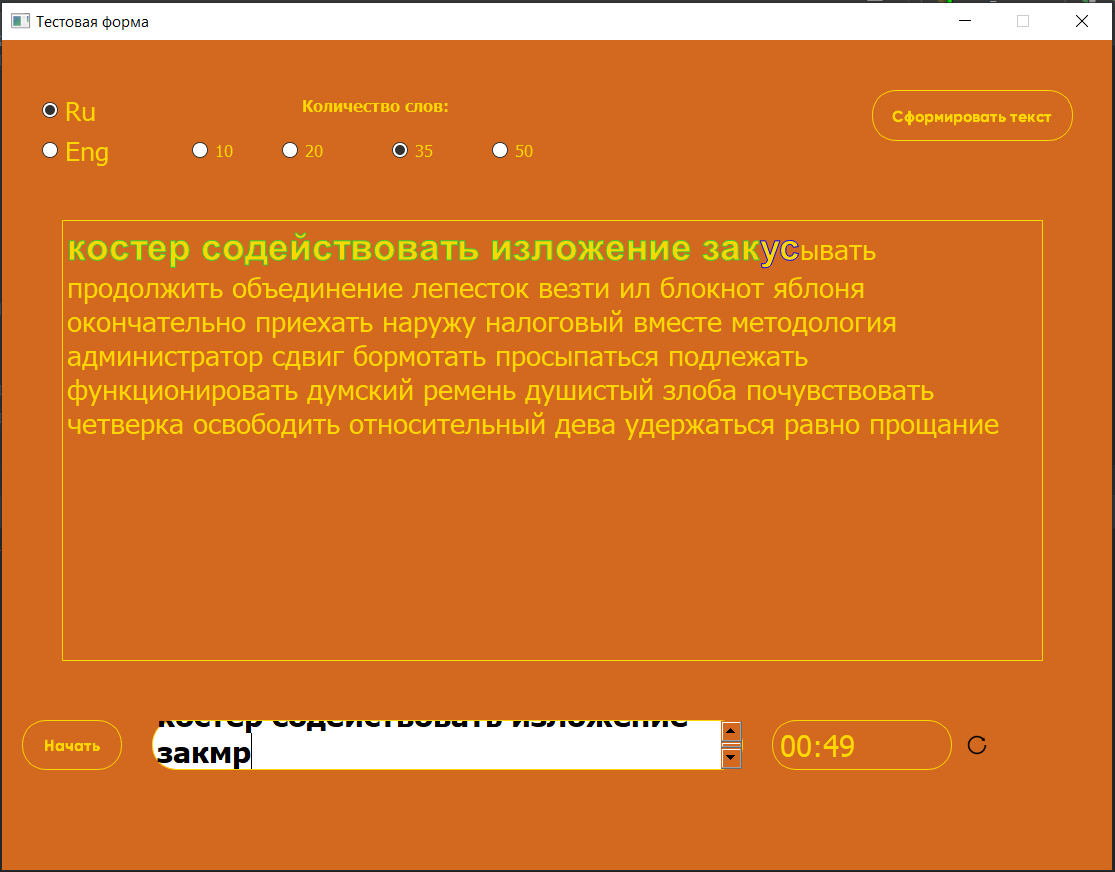 Тестовая форма
Ru
Количество слов:
Сформировать текст
Eng
10
20
35
50
костер содействовать изложение закусывать
продолжить объединение лепесток везти ил блокнот яблоня
окончательно приехать наружу налоговый вместе методология
администратор сдвиг бормотать просыпаться подлежать
функционировать думский ремень душистый злоба почувствовать
четверка освободить относительный дева удержаться равно прощание
Начать
костер содействовать изложение
закмр
00:49